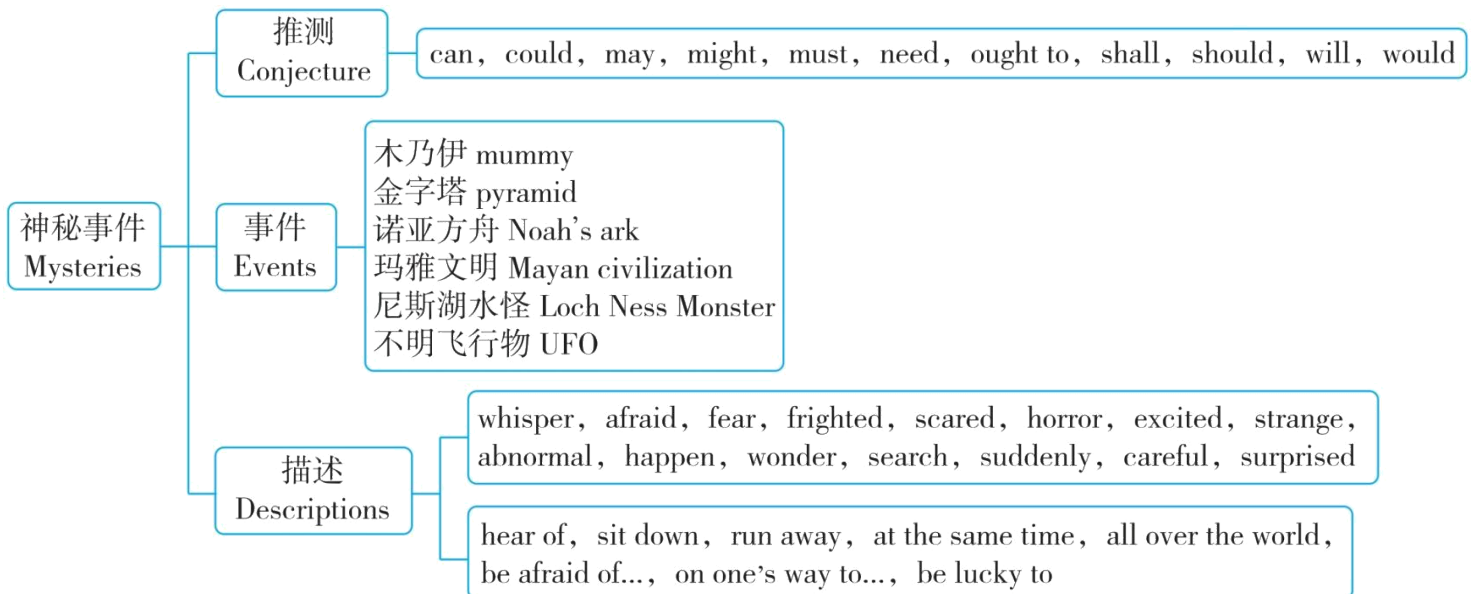 推测
Conjecture
can，could，may，might，must，need，ought to，shall，should，will，would
神秘事件
Mysteries
事件
Events
木乃伊 mummy
金字塔 pyramid
诺亚方舟 Noah's ark
玛雅文明 Mayan civilization
尼斯湖水怪 Loch Ness Monster
不明飞行物 UFO
描述
Descriptions
whisper，afraid，fear，frighted，scared，horror，excited，strange，
abnormal，happen，wonder，search，suddenly，careful，surprised
hear of，sit down，run away，at the same time，all over the world，
be afraid of...，on one's way to...，be lucky to